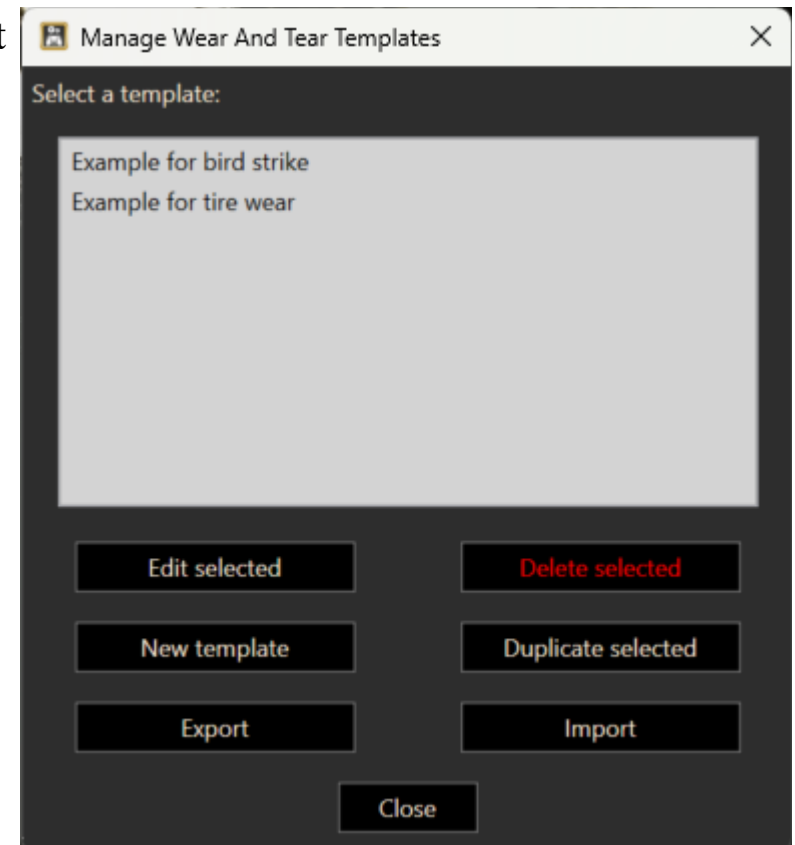 Manage Wear And Tear Templates
Select a template:
Example for bird strike
Example for tire wear
Edit selected
Delete selected
New template
Duplicate selected
Export
Import
Close